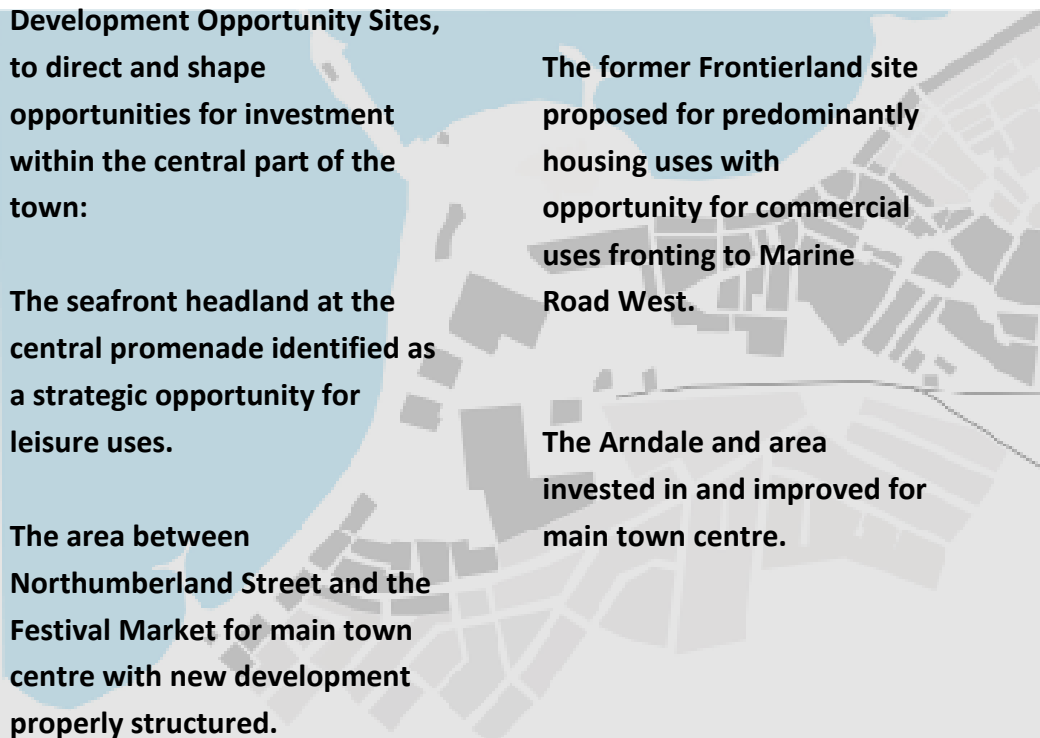 Development Opportunity Sites,
to direct and shape
opportunities for investment
within the central part of the
town:
The seafront headland at the
central promenade identified as
a strategic opportunity for
leisure uses.
The area between
Northumberland Street and the
Festival Market for main town
centre with new development
properly structured.
The former Frontierland site
proposed for predominantly
housing uses with
opportunity for commercial
uses fronting to Marine
Road West.
The Arndale and area
invested in and improved for
main town centre.